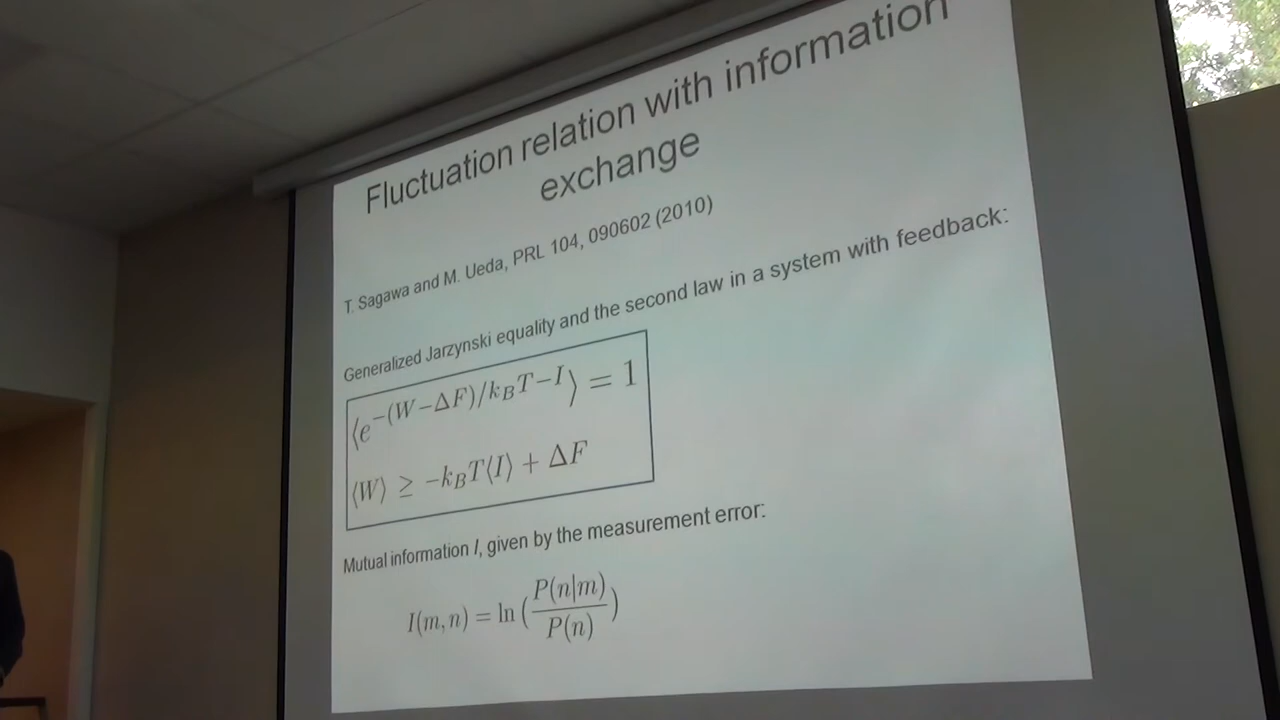 Fluctuation relation with information
exchange
T. Sagawa and M. Ueda, PRL 104, 090602 (2010)
Generalized Jarzynski equality and the second law in a system with feedback:
⟨e^{-(W-ΔF)/k_BT-I}⟩ = 1
⟨W⟩ ≥ -k_BT⟨I⟩ + ΔF
Mutual information I, given by the measurement error:
I(m,n) = ln(P(n|m)/P(n))